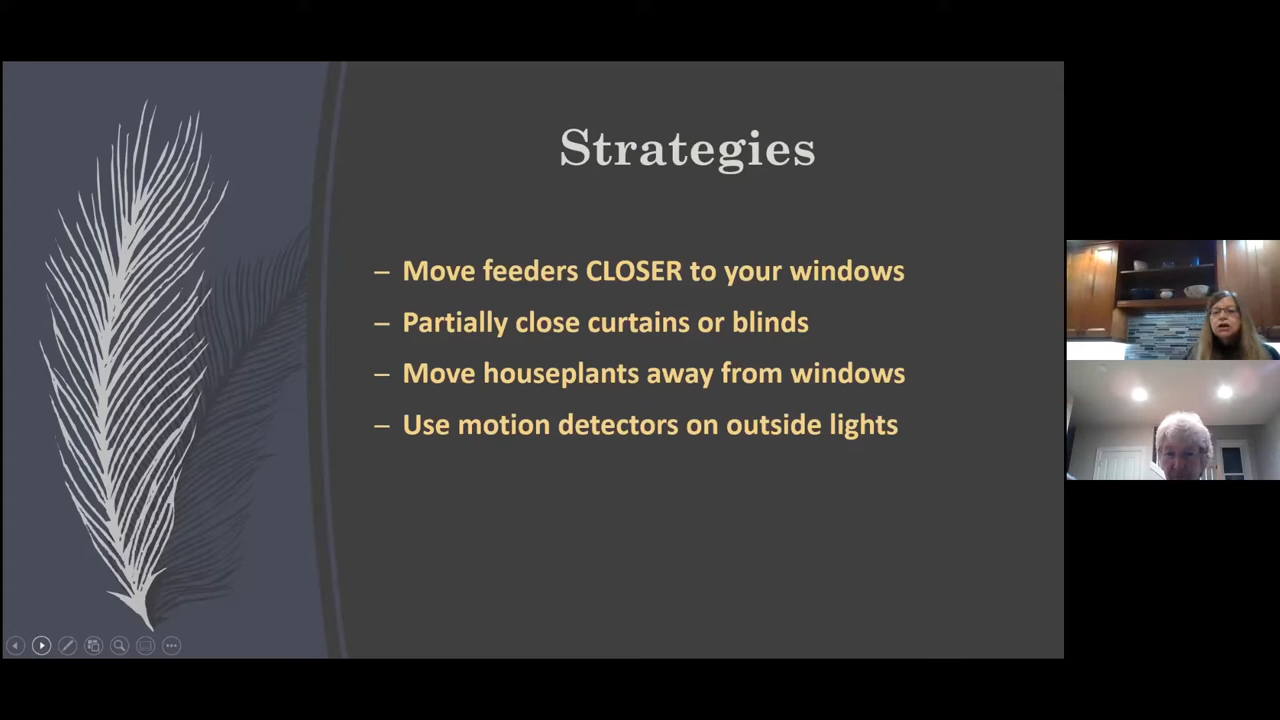 Strategies
– Move feeders CLOSER to your windows
– Partially close curtains or blinds
– Move houseplants away from windows
– Use motion detectors on outside lights